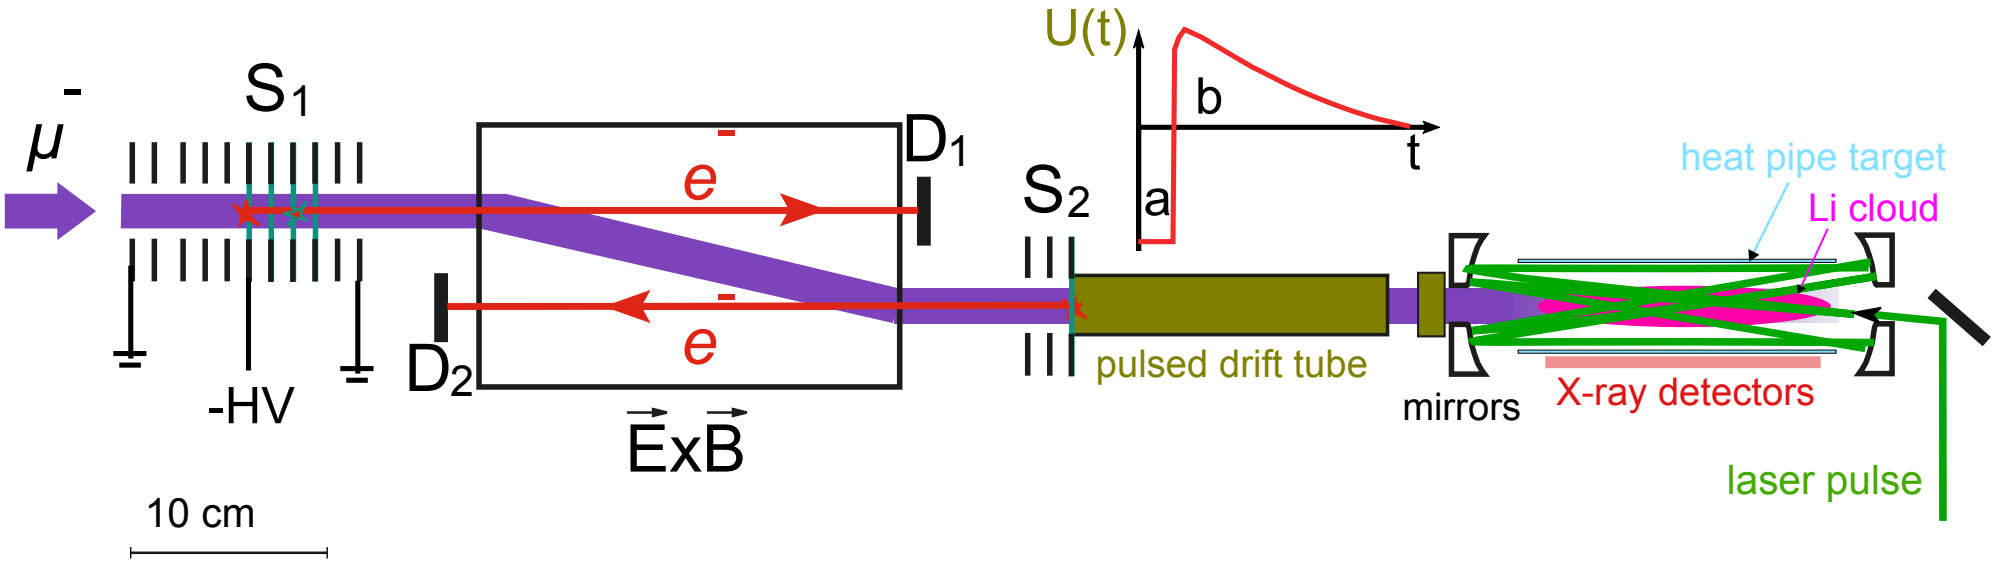 μ⁻
S₁
-HV
10 cm
e⁻
D₁
e⁻
D₂
E⃗xB⃗
S₂
U(t)
a
b
t
pulsed drift tube
mirrors
heat pipe target
Li cloud
X-ray detectors
laser pulse